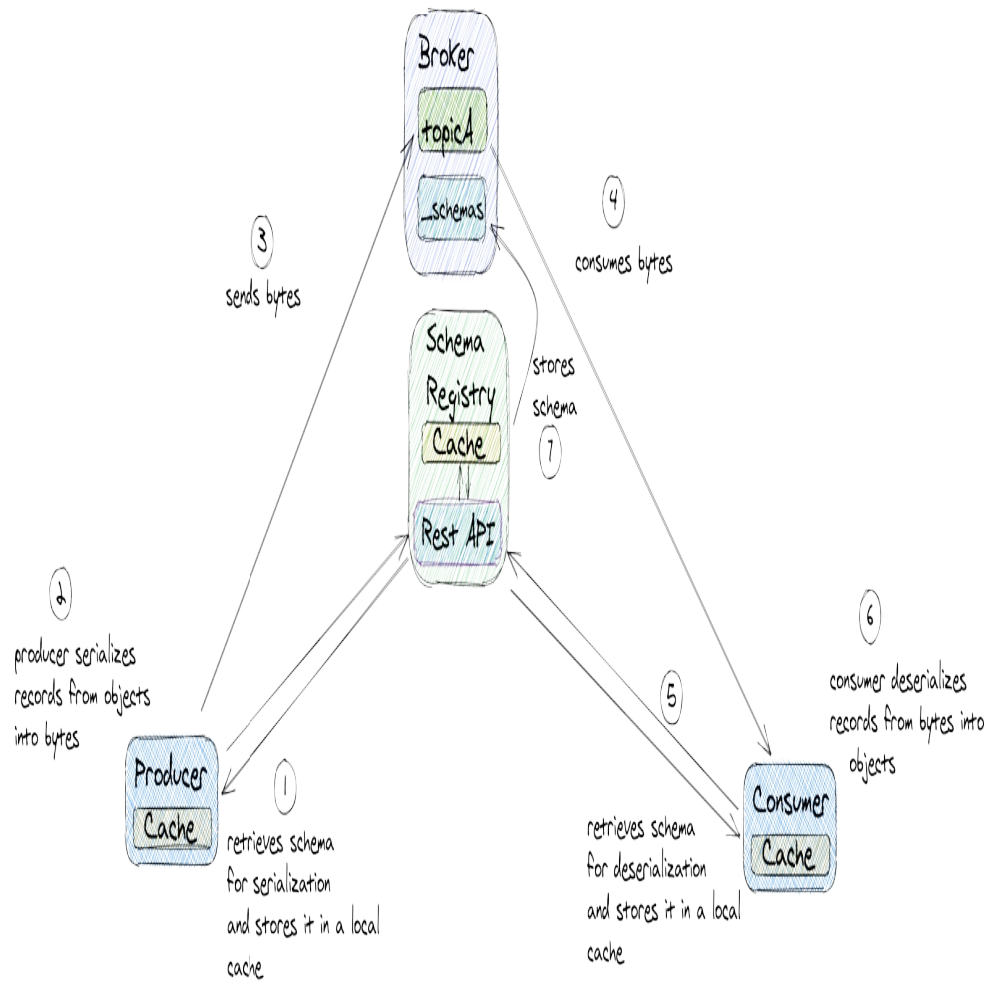 Broker
topicA
_schemas
3
sends bytes
4
consumes bytes
Schema
Registry
Cache
Rest API
stores
schema
7
2
producer serializes
records from objects
into bytes
Producer
Cache
1
retrieves schema
for serialization
and stores it in a local
cache
5
retrieves schema
for deserialization
and stores it in a local
cache
6
consumer deserializes
records from bytes into
objects
Consumer
Cache